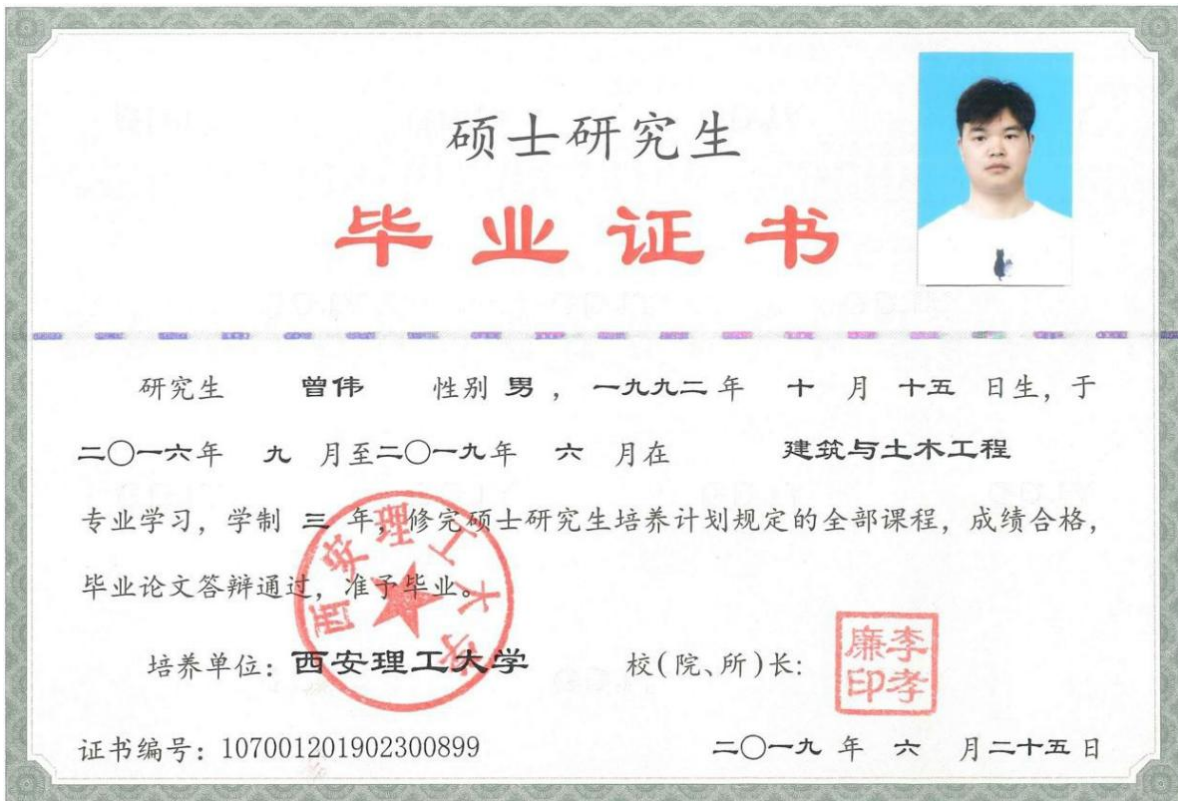 硕士研究生
毕业证书
研究生 曾伟 性别 男，一九九二年 十 月 十五 日生，于
二〇一六年 九 月至二〇一九年 六 月在 建筑与土木工程
专业学习，学制 三 年，修完硕士研究生培养计划规定的全部课程，成绩合格，
毕业论文答辩通过，准予毕业。
西安理工大学
培养单位：西安理工大学 校(院、所)长：
李孝廉印
证书编号：107001201902300899 二〇一九 年 六 月二十五日